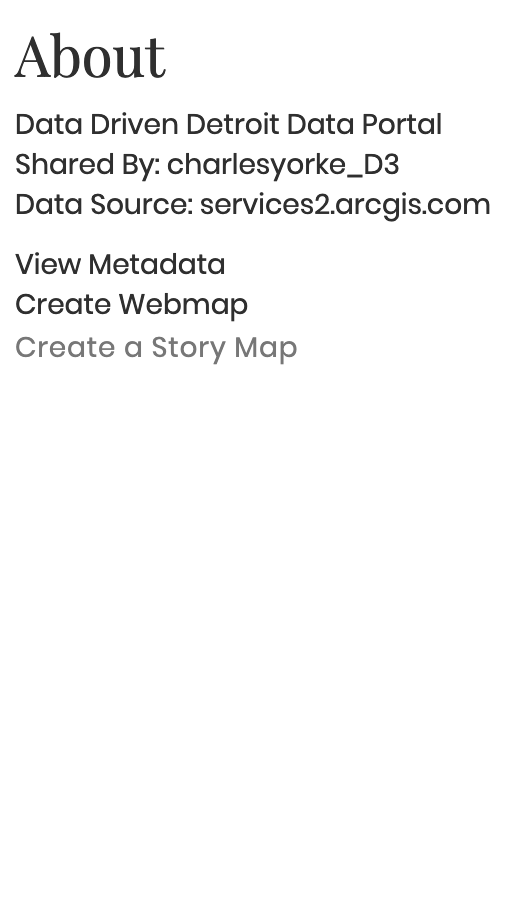 About
Data Driven Detroit Data Portal
Shared By: charlesyorke_D3
Data Source: services2.arcgis.com
View Metadata
Create Webmap
Create a Story Map